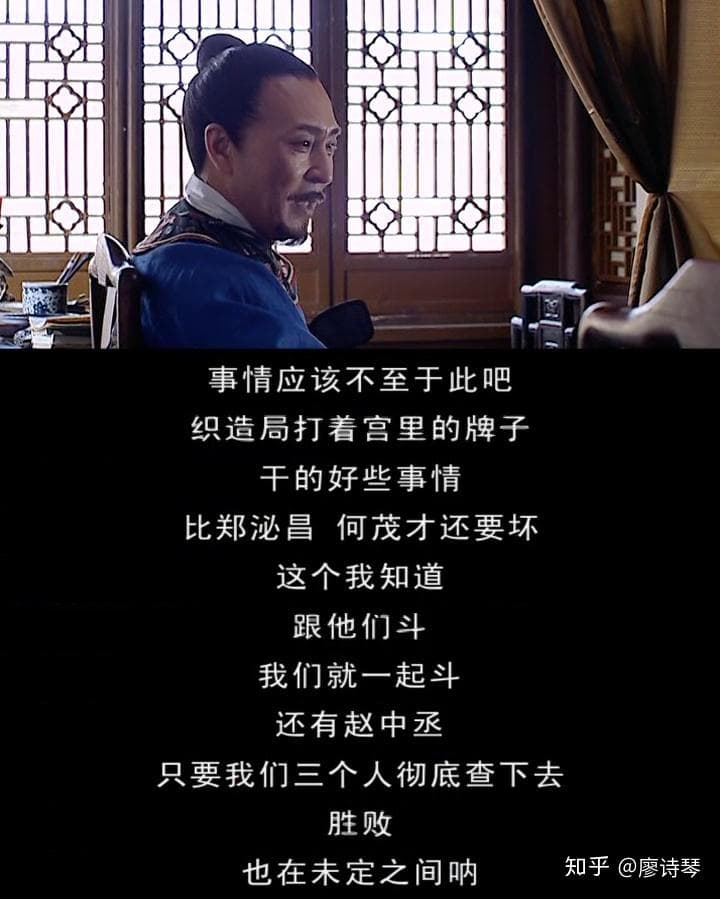 事情应该不至于此吧
织造局打着宫里的牌子
干的好些事情
比郑泌昌 何茂才还要坏
这个我知道
跟他们斗
我们就一起斗
还有赵中丞
只要我们三个人彻底查下去
胜败
也在未定之间呐
知乎 @廖诗琴